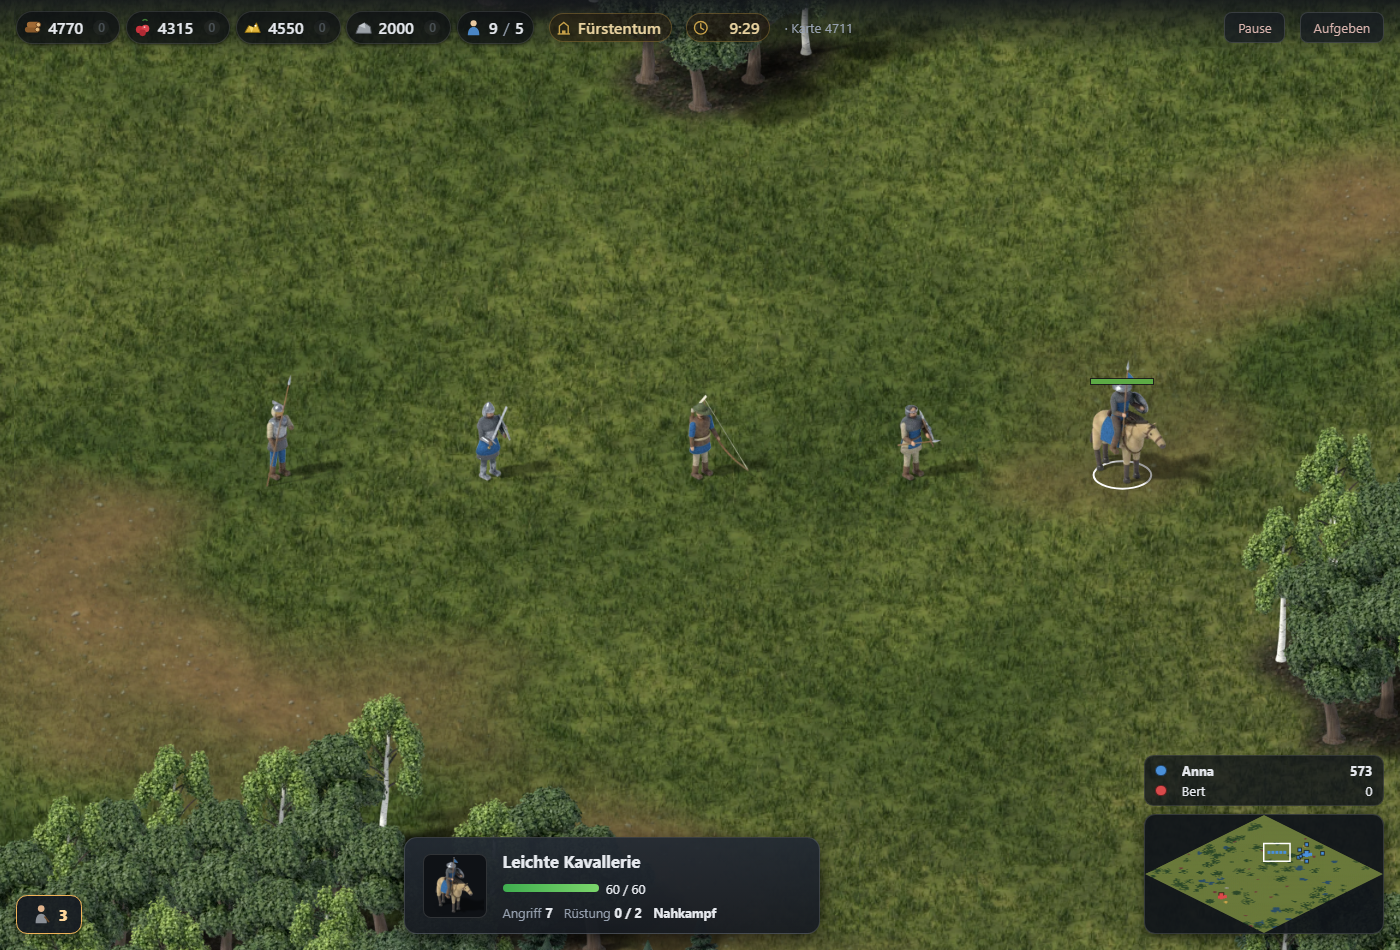 4770 0 4315 0 4550 0 2000 0 9 / 5 Fürstentum 9:29 · Karte 4711 Pause Aufgeben
Anna 573
Bert 0
Leichte Kavallerie
60 / 60
Angriff 7 Rüstung 0 / 2 Nahkampf
3